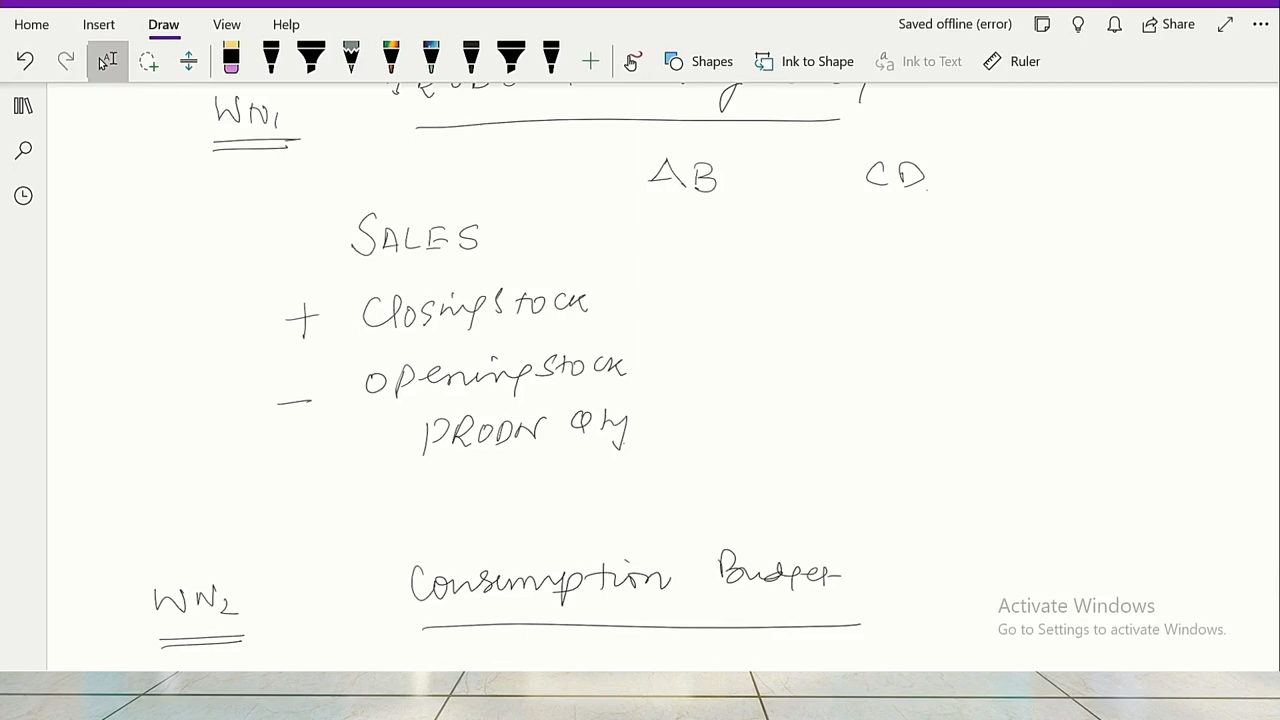 Home Insert Draw View Help Saved offline (error) Share
Shapes Ink to Shape Ink to Text Ruler
WN1
AB CD
SALES
+ Closing Stock
- Opening Stock
PRODN Qty
WN2 Consumption Budget
Activate Windows
Go to Settings to activate Windows.